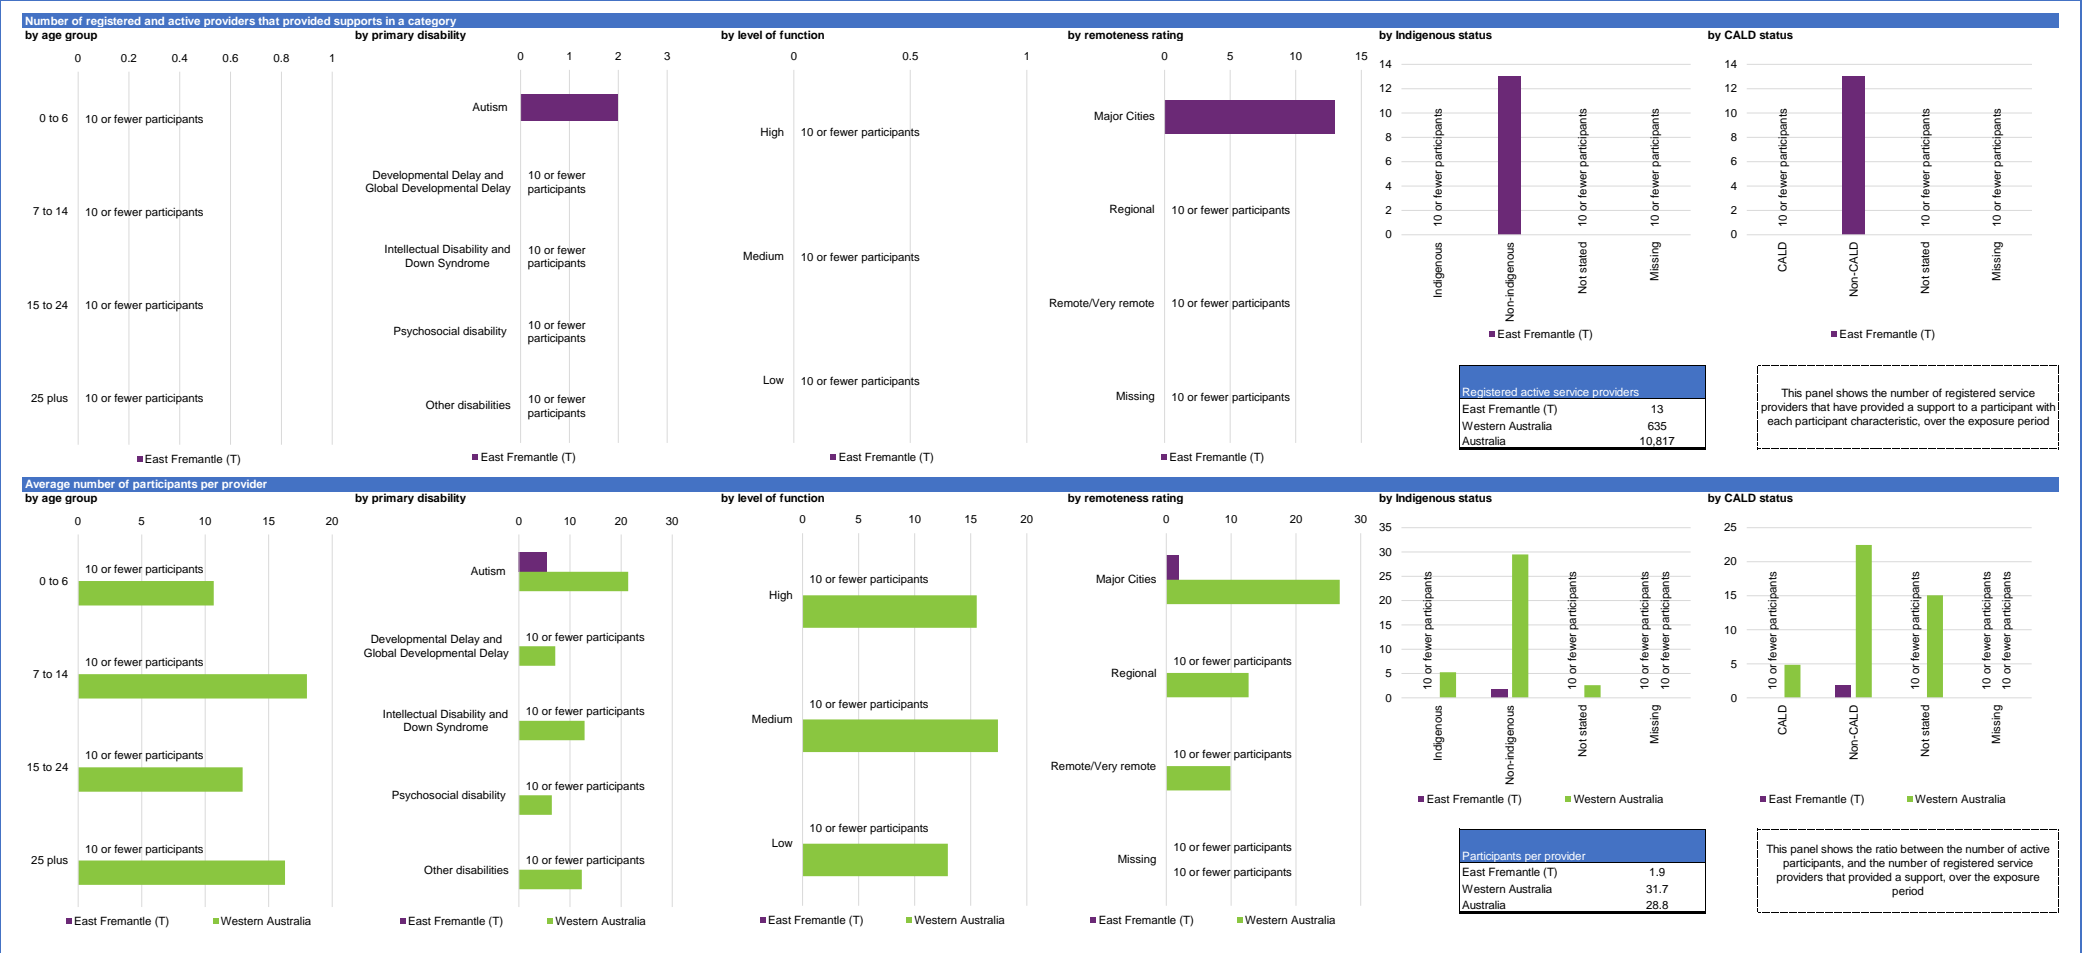 Number of registered and active providers that provided supports in a category
by age group
0 0.2 0.4 0.6 0.8 1
0 to 6 10 or fewer participants
7 to 14 10 or fewer participants
15 to 24 10 or fewer participants
25 plus 10 or fewer participants
East Fremantle (T)
by primary disability
0 1 2 3
Autism
Developmental Delay and
Global Developmental Delay
10 or fewer
participants
Intellectual Disability and
Down Syndrome
10 or fewer
participants
Psychosocial disability
10 or fewer
participants
Other disabilities
10 or fewer
participants
East Fremantle (T)
by level of function
0 0.5 1
High 10 or fewer participants
Medium 10 or fewer participants
Low 10 or fewer participants
East Fremantle (T)
by remoteness rating
0 5 10 15
Major Cities
Regional 10 or fewer participants
Remote/Very remote 10 or fewer participants
Missing 10 or fewer participants
East Fremantle (T)
by Indigenous status
14
12
10
8
6
4
2
0
10 or fewer participants
10 or fewer participants
10 or fewer participants
Indigenous
Non-indigenous
Not stated
Missing
East Fremantle (T)
by CALD status
14
12
10
8
6
4
2
0
10 or fewer participants
10 or fewer participants
10 or fewer participants
CALD
Non-CALD
Not stated
Missing
East Fremantle (T)
Registered active service providers
East Fremantle (T) 13
Western Australia 635
Australia 10,817
This panel shows the number of registered service
providers that have provided a support to a participant with
each participant characteristic, over the exposure period
Average number of participants per provider
by age group
0 5 10 15 20
10 or fewer participants
0 to 6
10 or fewer participants
7 to 14
10 or fewer participants
15 to 24
10 or fewer participants
25 plus
East Fremantle (T) Western Australia
by primary disability
0 10 20 30
Autism
Developmental Delay and
Global Developmental Delay
10 or fewer participants
Intellectual Disability and
Down Syndrome
10 or fewer participants
Psychosocial disability
10 or fewer participants
Other disabilities
10 or fewer participants
East Fremantle (T) Western Australia
by level of function
0 5 10 15 20
10 or fewer participants
High
10 or fewer participants
Medium
10 or fewer participants
Low
East Fremantle (T) Western Australia
by remoteness rating
0 10 20 30
Major Cities
10 or fewer participants
Regional
10 or fewer participants
Remote/Very remote
10 or fewer participants
Missing
10 or fewer participants
East Fremantle (T) Western Australia
by Indigenous status
35
30
25
20
15
10
5
0
10 or fewer participants
10 or fewer participants
10 or fewer participants
10 or fewer participants
Indigenous
Non-indigenous
Not stated
Missing
East Fremantle (T) Western Australia
by CALD status
25
20
15
10
5
0
10 or fewer participants
10 or fewer participants
10 or fewer participants
10 or fewer participants
CALD
Non-CALD
Not stated
Missing
East Fremantle (T) Western Australia
Participants per provider
East Fremantle (T) 1.9
Western Australia 31.7
Australia 28.8
This panel shows the ratio between the number of active
participants, and the number of registered service
providers that provided a support, over the exposure
period